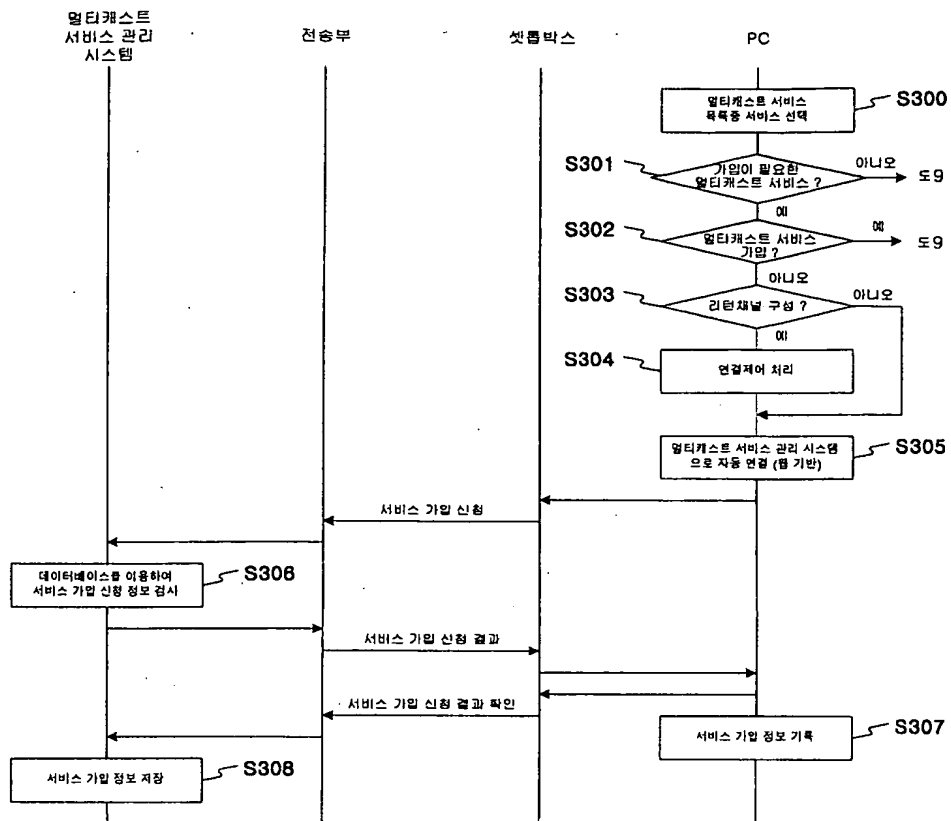 멀티캐스트
서비스 관리
시스템
전송부
셋톱박스
PC
멀티캐스트 서비스
목록중 서비스 선택
S300
S301
가입이 필요한
멀티캐스트 서비스 ?
아니오
도9
예
S302
멀티캐스트 서비스
가입 ?
예
도9
아니오
S303
리턴채널 구성 ?
아니오
예
S304
연결제어 처리
멀티캐스트 서비스 관리 시스템
으로 자동 연결 (웹 기반)
S305
서비스 가입 신청
데이터베이스를 이용하여
서비스 가입 신청 정보 검사
S306
서비스 가입 신청 결과
서비스 가입 신청 결과 확인
서비스 가입 정보 기록
S307
서비스 가입 정보 저장
S308